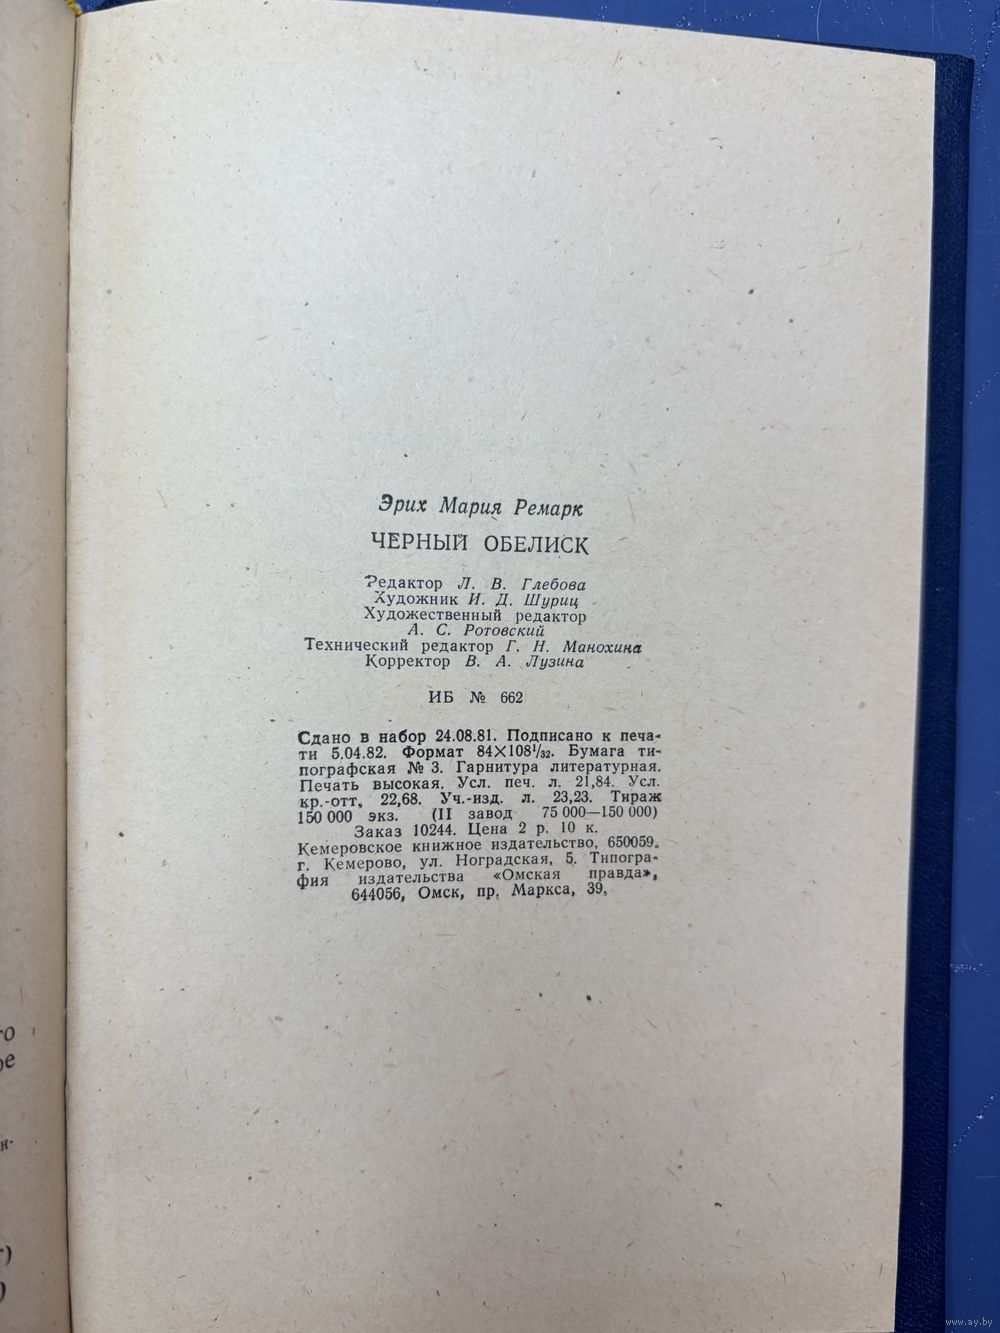 Эрих Мария Ремарк
ЧЕРНЫЙ ОБЕЛИСК
Редактор Л. В. Глебова
Художник И. Д. Шуриц
Художественный редактор
А. С. Ротовский
Технический редактор Г. Н. Манохина
Корректор В. А. Лузина
ИБ № 662
Сдано в набор 24.08.81. Подписано к печа-
ти 5.04.82. Формат 84×108¹/₃₂. Бумага ти-
пографская № 3. Гарнитура литературная.
Печать высокая. Усл. печ. л. 21,84. Усл.
кр.-отт. 22,68. Уч.-изд. л. 23,23. Тираж
150 000 экз. (II завод 75 000—150 000)
Заказ 10244. Цена 2 р. 10 к.
Кемеровское книжное издательство, 650059,
г. Кемерово, ул. Ноградская, 5. Типогра-
фия издательства «Омская правда»,
644056, Омск, пр. Маркса, 39.
www.ay.by